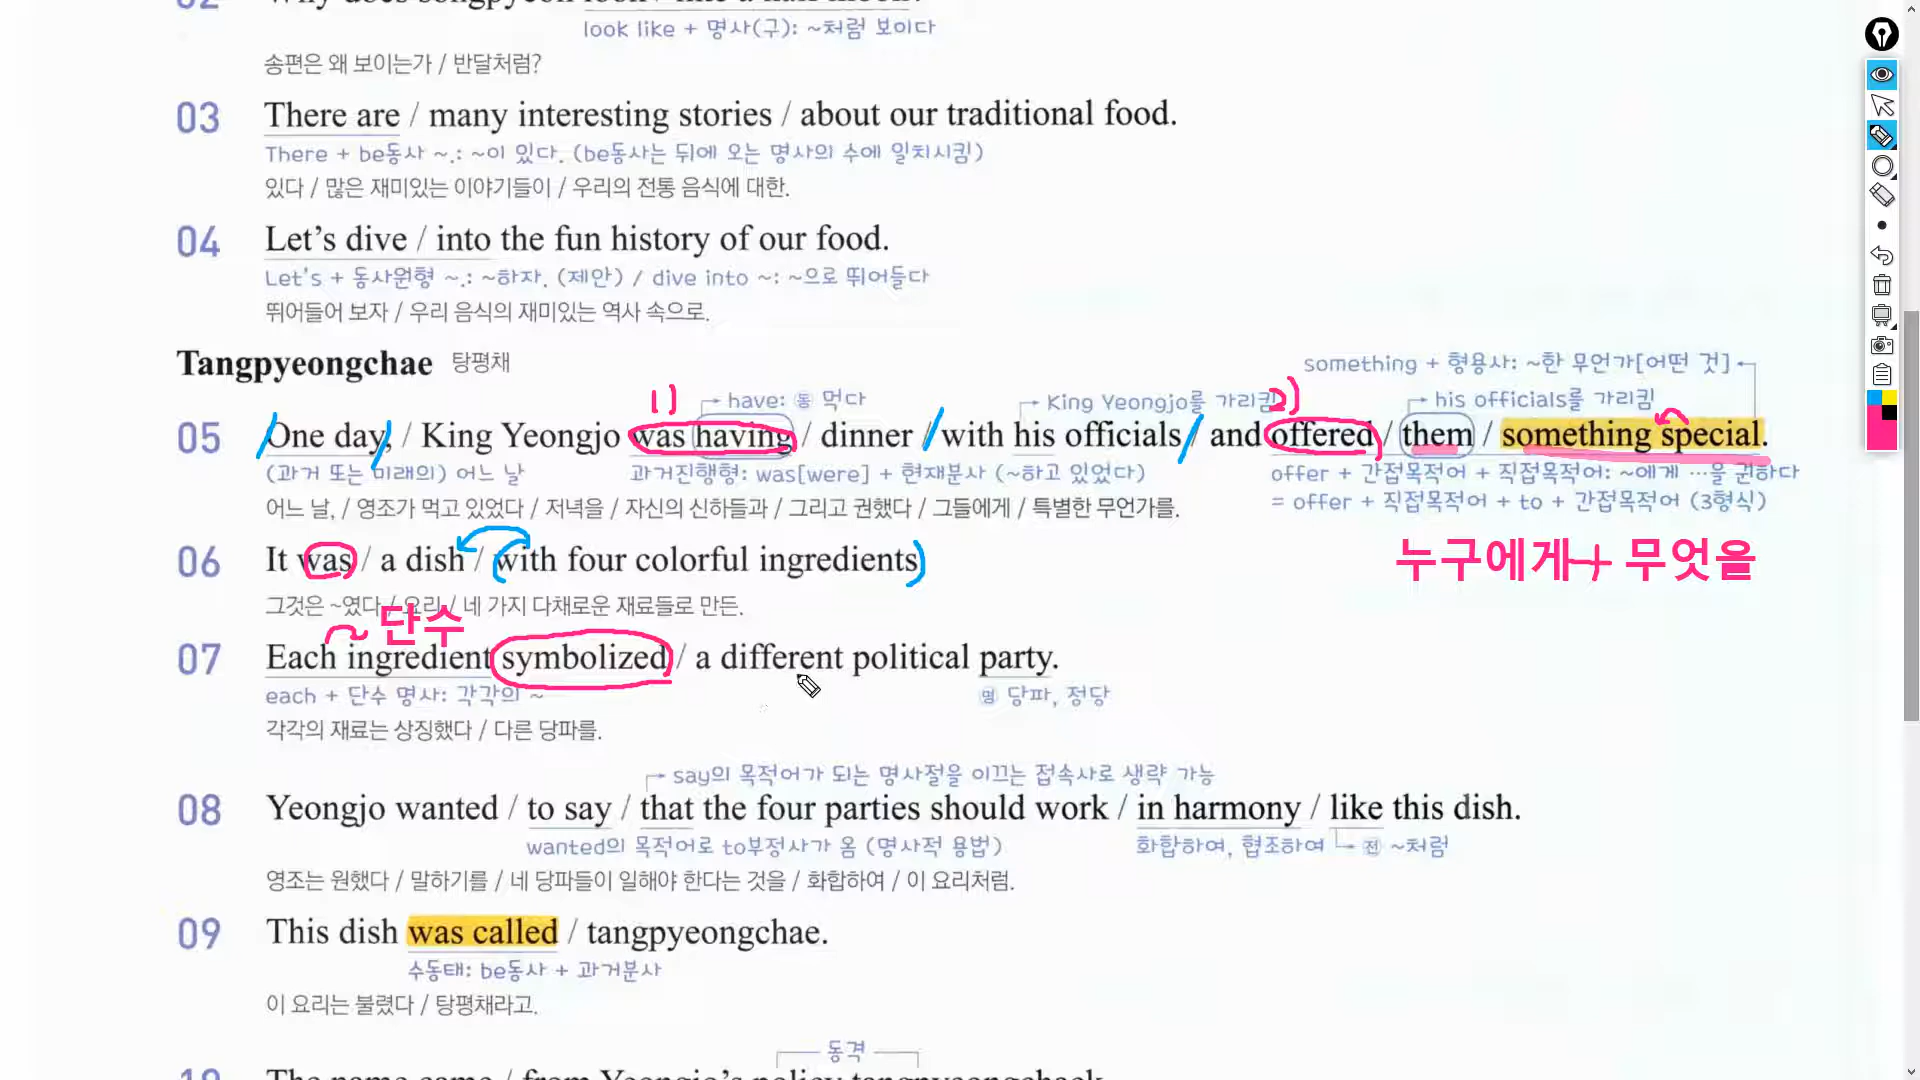 02 Why does songpyeon look / like a half moon?
look like + 명사(구): ~처럼 보이다
송편은 왜 보이는가 / 반달처럼?
03 There are / many interesting stories / about our traditional food.
There + be동사 ~.: ~이 있다. (be동사는 뒤에 오는 명사의 수에 일치시킴)
있다 / 많은 재미있는 이야기들이 / 우리의 전통 음식에 대한.
04 Let's dive / into the fun history of our food.
Let's + 동사원형 ~.: ~하자. (제안) / dive into ~: ~으로 뛰어들다
뛰어들어 보자 / 우리 음식의 재미있는 역사 속으로.
Tangpyeongchae 탕평채
something + 형용사: ~한 무언가[어떤 것]
1) have: 동 먹다 King Yeongjo를 가리킴 2) his officials를 가리킴
05 One day, / King Yeongjo was having / dinner / with his officials / and offered / them / something special.
(과거 또는 미래의) 어느 날 과거진행형: was[were] + 현재분사 (~하고 있었다) offer + 간접목적어 + 직접목적어: ~에게 …을 권하다
= offer + 직접목적어 + to + 간접목적어 (3형식)
어느 날, / 영조가 먹고 있었다 / 저녁을 / 자신의 신하들과 / 그리고 권했다 / 그들에게 / 특별한 무언가를.
누구에게 + 무엇을
06 It was / a dish / with four colorful ingredients
그것은 ~였다 / 요리 / 네 가지 다채로운 재료들로 만든.
단수
07 Each ingredient symbolized / a different political party.
each + 단수 명사: 각각의 ~ 명 당파, 정당
각각의 재료는 상징했다 / 다른 당파를.
say의 목적어가 되는 명사절을 이끄는 접속사로 생략 가능
08 Yeongjo wanted / to say / that the four parties should work / in harmony / like this dish.
wanted의 목적어로 to부정사가 옴 (명사적 용법) 화합하여, 협조하여 전 ~처럼
영조는 원했다 / 말하기를 / 네 당파들이 일해야 한다는 것을 / 화합하여 / 이 요리처럼.
09 This dish was called / tangpyeongchae.
수동태: be동사 + 과거분사
이 요리는 불렸다 / 탕평채라고.
동격
10 The name came / from Yeongjo's policy tangpyeongchaek.